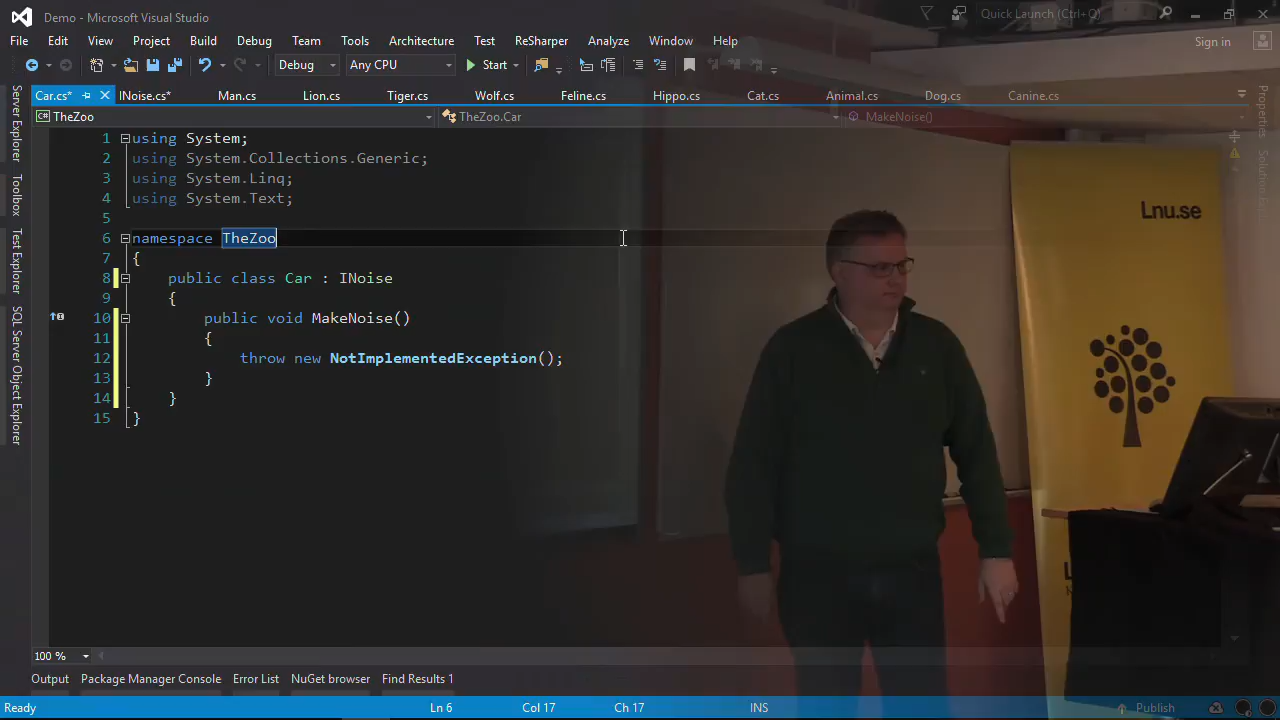 Demo - Microsoft Visual Studio
Quick Launch (Ctrl+Q)
File Edit View Project Build Debug Team Tools Architecture Test ReSharper Analyze Window Help
Sign in
Debug Any CPU Start
Car.cs* INoise.cs* Man.cs Lion.cs Tiger.cs Wolf.cs Feline.cs Hippo.cs Cat.cs Animal.cs Dog.cs Canine.cs
TheZoo TheZoo.Car MakeNoise()
Server Explorer
Toolbox
Test Explorer
SQL Server Object Explorer
1 using System;
2 using System.Collections.Generic;
3 using System.Linq;
4 using System.Text;
5
6 namespace TheZoo
7 {
8 public class Car : INoise
9 {
10 public void MakeNoise()
11 {
12 throw new NotImplementedException();
13 }
14 }
15 }
Properties
Lnu.se
100 %
Output Package Manager Console Error List NuGet browser Find Results 1
Ready Ln 6 Col 17 Ch 17 INS Publish